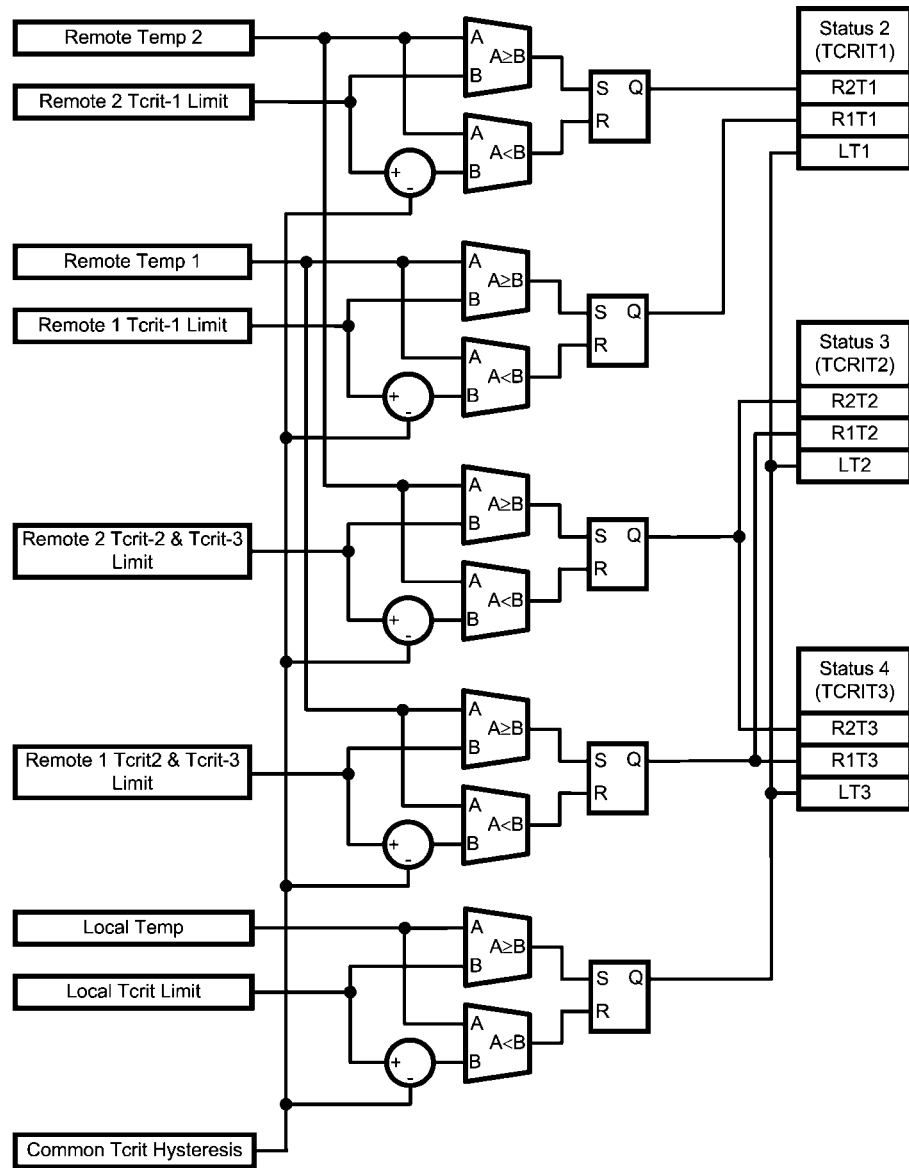 Remote Temp 2
Remote 2 Tcrit-1 Limit
A
B
A≥B
A
B
A<B
+
-
S
Q
R
Status 2
(TCRIT1)
R2T1
R1T1
LT1
Remote Temp 1
Remote 1 Tcrit-1 Limit
A
B
A≥B
A
B
A<B
+
-
S
Q
R
Status 3
(TCRIT2)
R2T2
R1T2
LT2
Remote 2 Tcrit-2 & Tcrit-3
Limit
A
B
A≥B
A
B
A<B
+
-
S
Q
R
Status 4
(TCRIT3)
R2T3
R1T3
LT3
Remote 1 Tcrit2 & Tcrit-3
Limit
A
B
A≥B
A
B
A<B
+
-
S
Q
R
Local Temp
Local Tcrit Limit
A
B
A≥B
A
B
A<B
+
-
S
Q
R
Common Tcrit Hysteresis